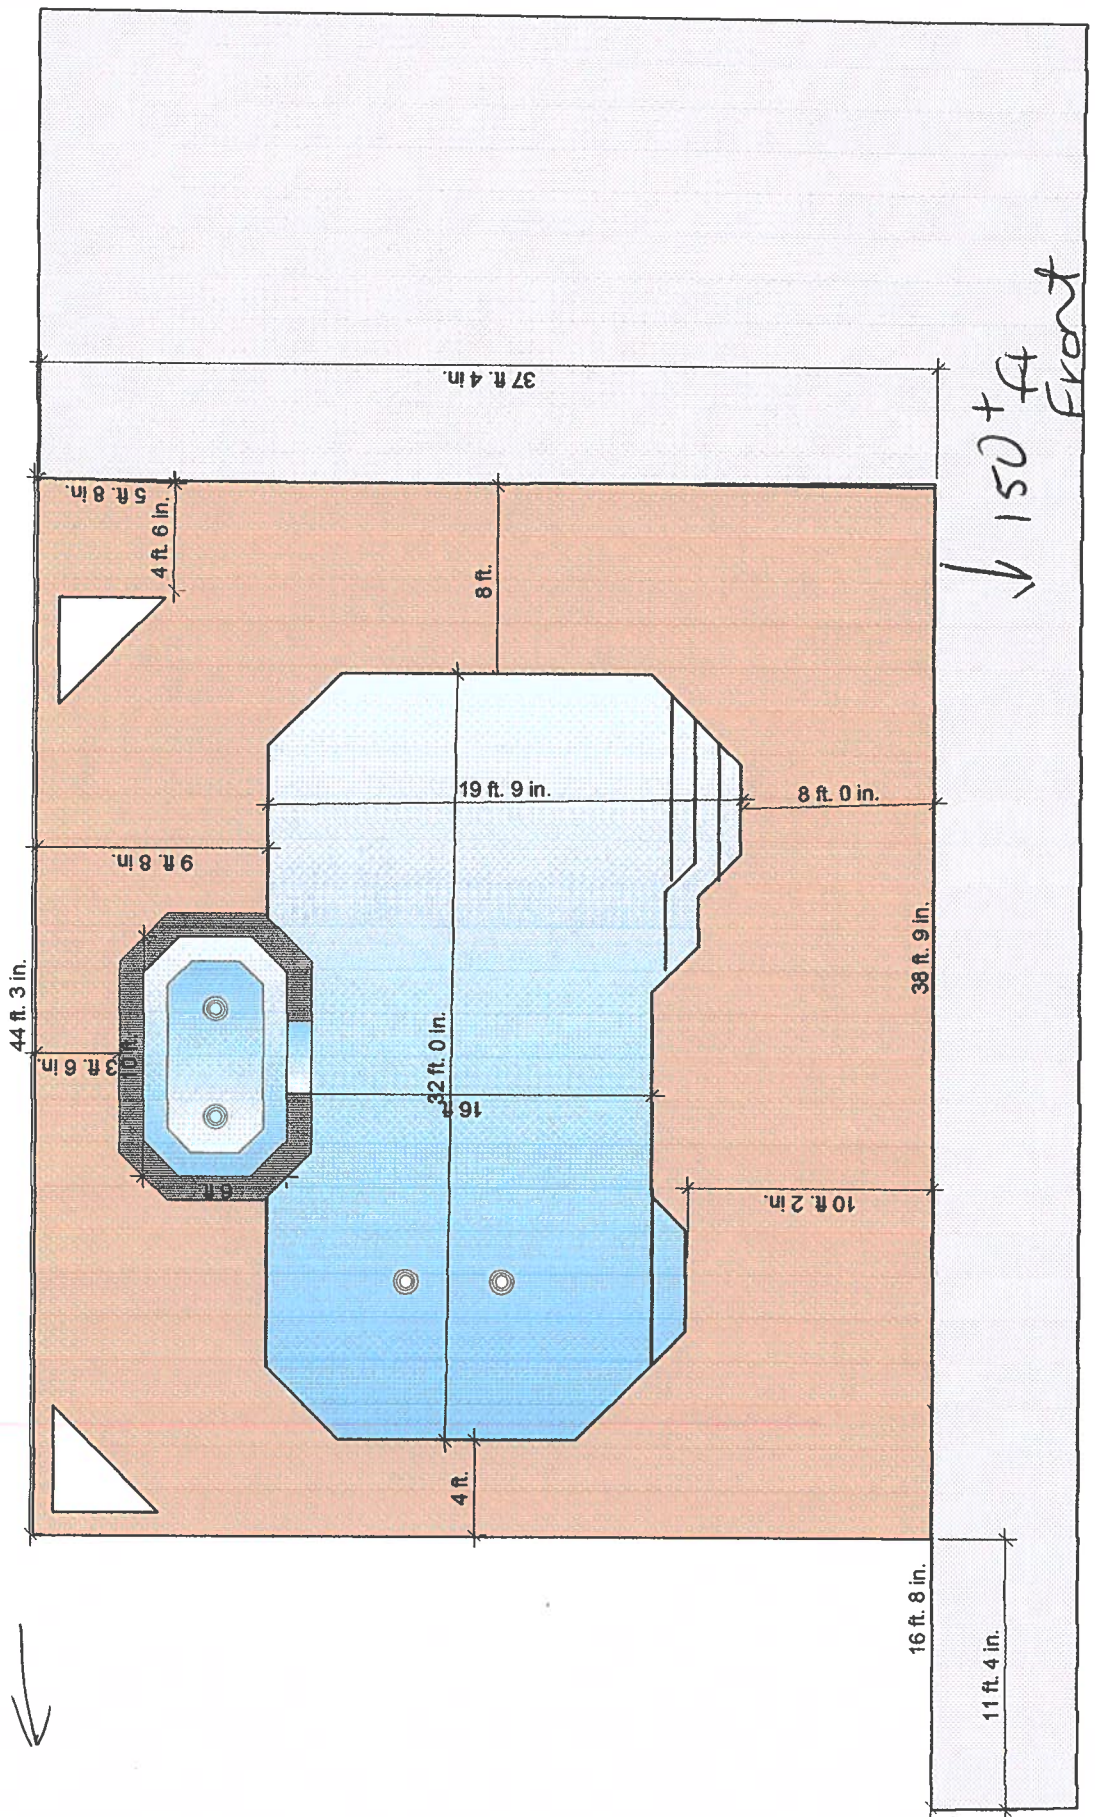 37 ft. 4 in.
150+ ft
Front
5 ft. 8 in.
4 ft. 6 in.
8 ft.
19 ft. 9 in.
8 ft. 0 in.
9 ft. 8 in.
38 ft. 9 in.
44 ft. 3 in.
3 ft. 6 in.
10 ft.
32 ft. 0 in.
16 ft.
6 ft.
10 ft. 2 in.
4 ft.
16 ft. 8 in.
11 ft. 4 in.